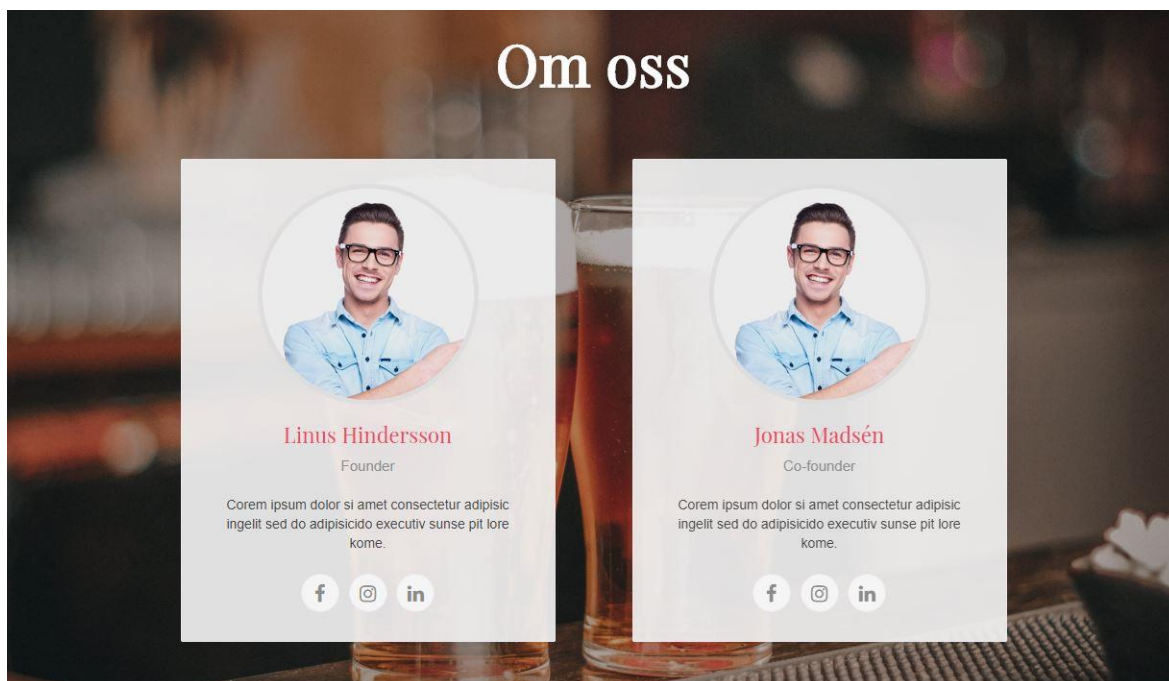 Om oss
Linus Hindersson
Founder
Corem ipsum dolor si amet consectetur adipisic
ingelit sed do adipisicido executiv sunse pit lore
kome.
Jonas Madsén
Co-founder
Corem ipsum dolor si amet consectetur adipisic
ingelit sed do adipisicido executiv sunse pit lore
kome.